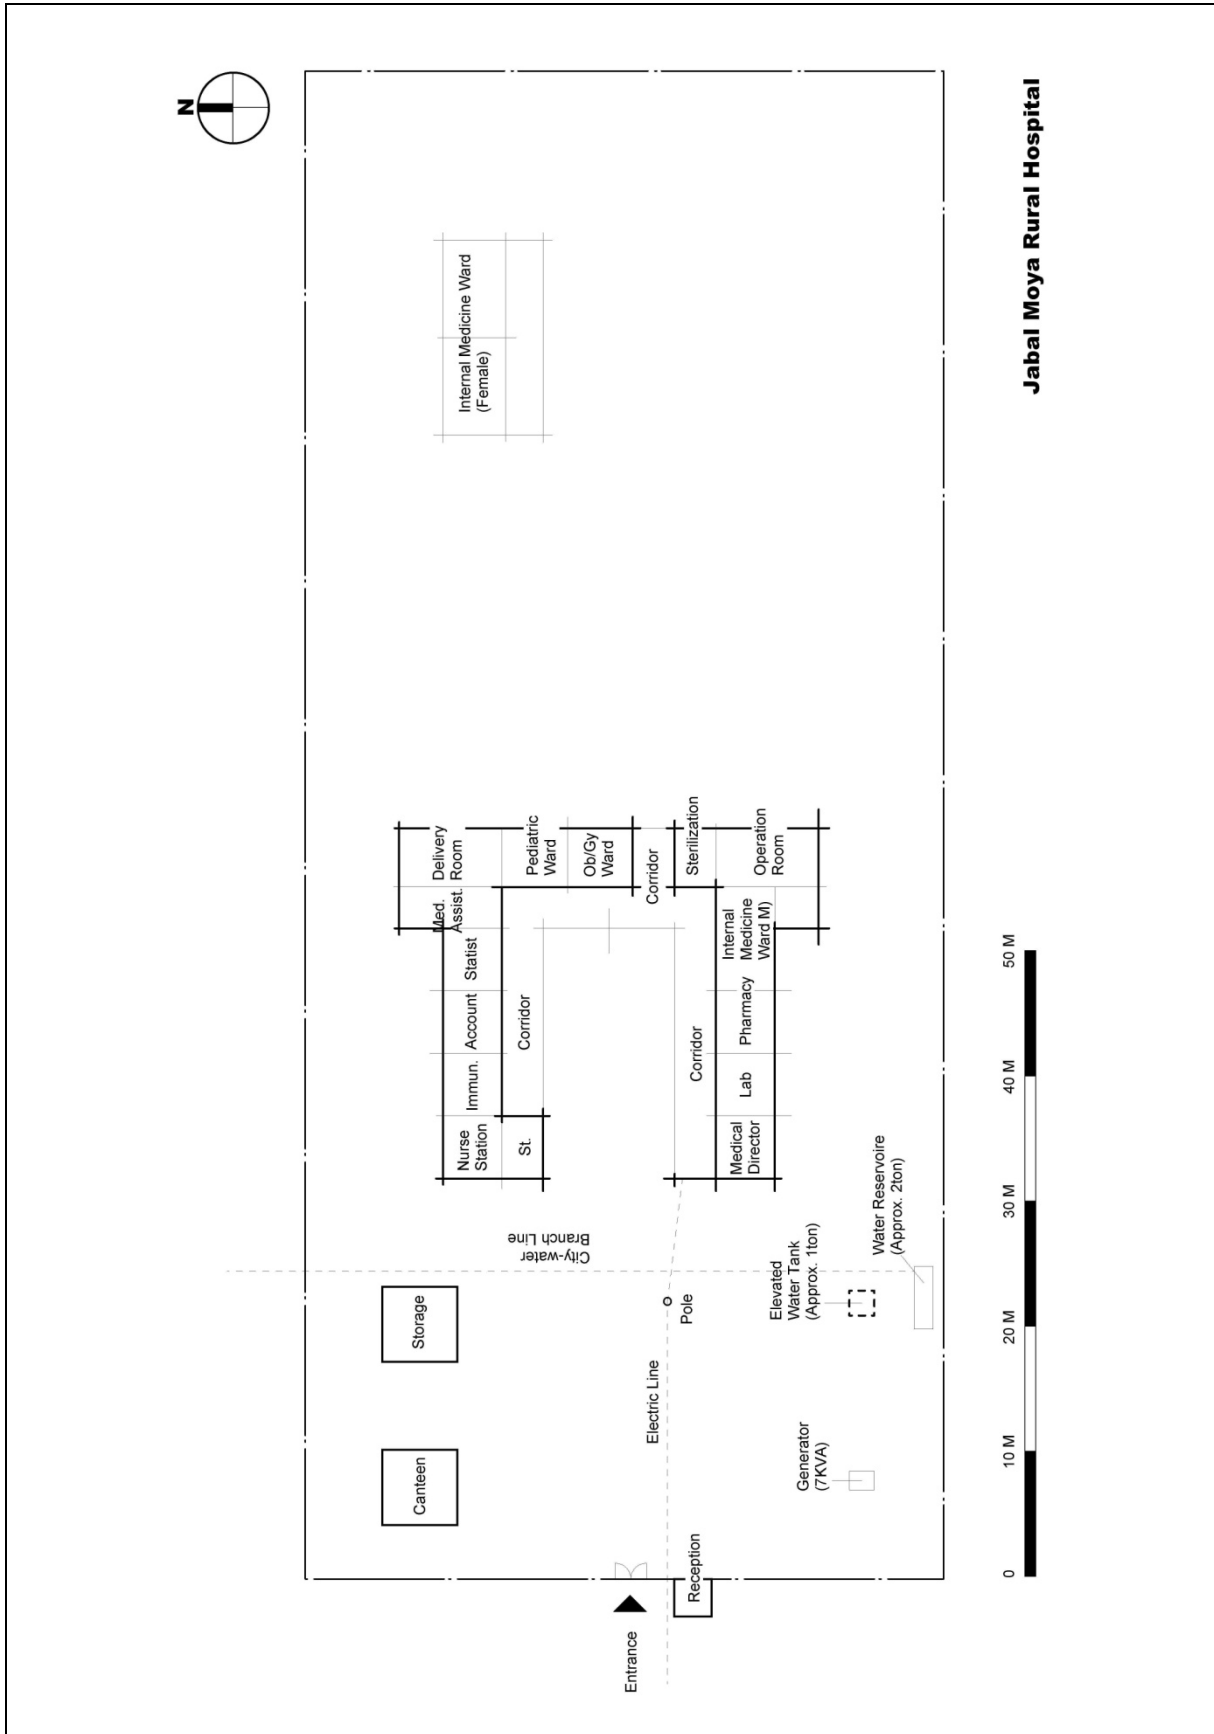 N
Jabal Moya Rural Hospital
Internal Medicine Ward
(Female)
Med.
Assist.
Delivery
Room
Pediatric
Ward
Ob/Gy
Ward
Corridor
Sterilization
Operation
Room
Nurse
Station
Immun.
Account
Statist
St.
Corridor
Corridor
Medical
Director
Lab
Pharmacy
Internal
Medicine
Ward M)
City-water
Branch Line
Storage
Canteen
Pole
Electric Line
Elevated
Water Tank
(Approx. 1ton)
Water Reservoire
(Approx. 2ton)
Generator
(7KVA)
Reception
Entrance
0
10 M
20 M
30 M
40 M
50 M